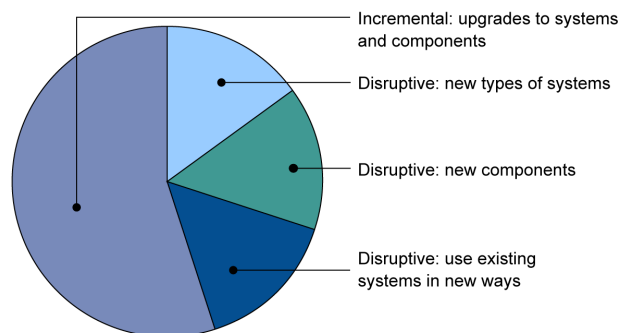 Incremental: upgrades to systems
and components
Disruptive: new types of systems
Disruptive: new components
Disruptive: use existing
systems in new ways